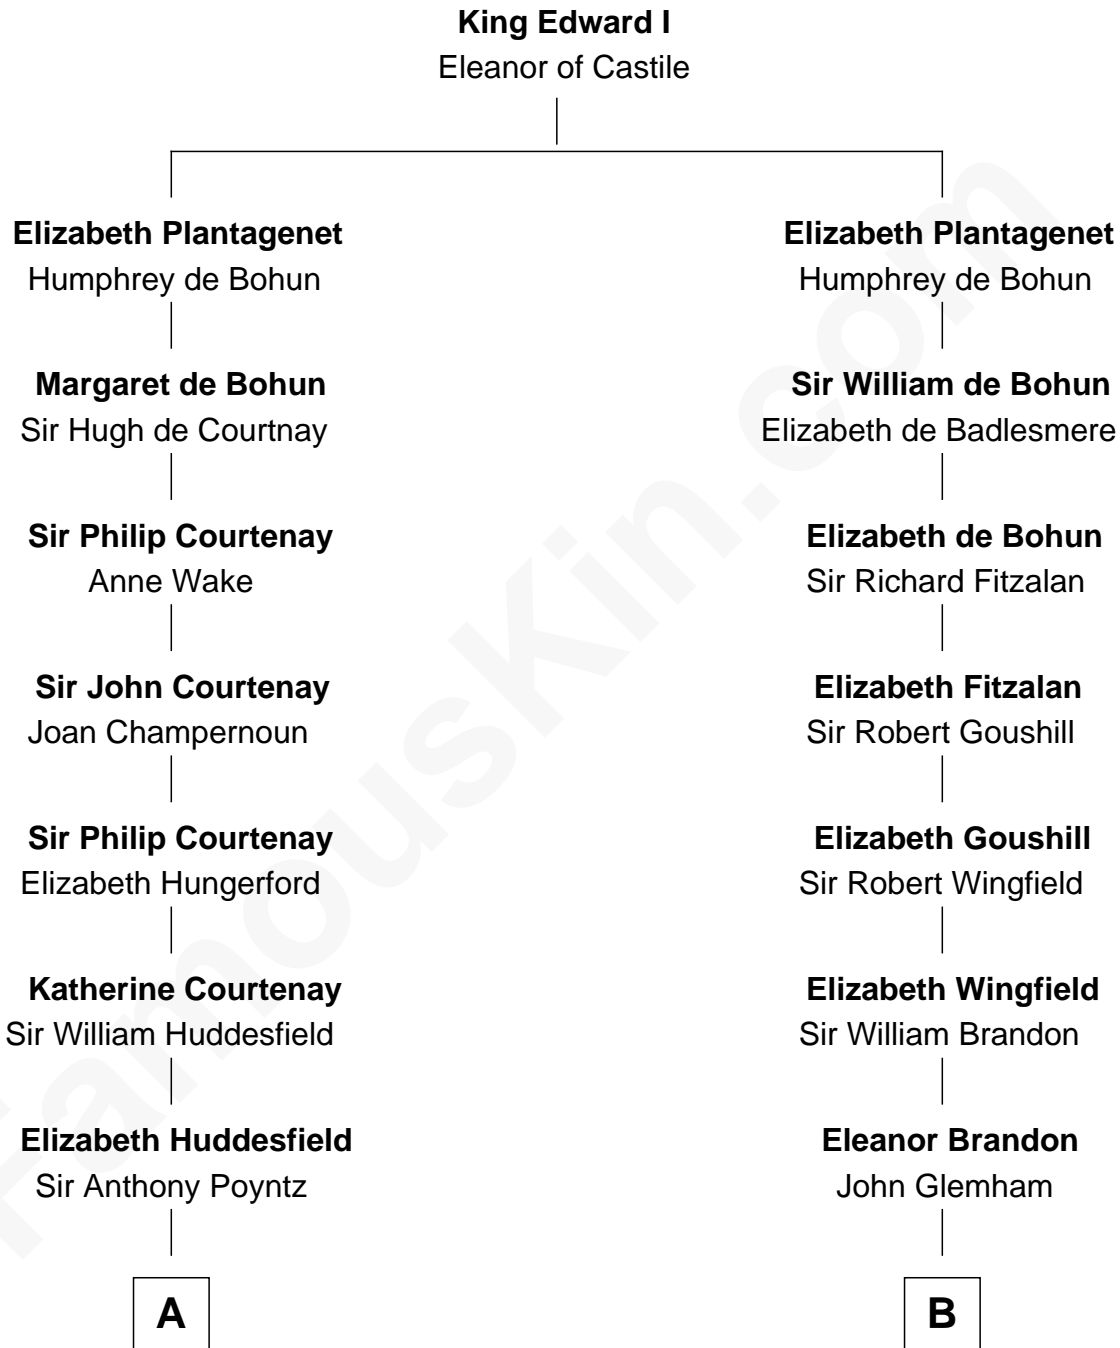 King Edward I
Eleanor of Castile
Elizabeth Plantagenet
Humphrey de Bohun
Margaret de Bohun
Sir Hugh de Courtnay
Sir Philip Courtenay
Anne Wake
Sir John Courtenay
Joan Champernoun
Sir Philip Courtenay
Elizabeth Hungerford
Katherine Courtenay
Sir William Huddesfield
Elizabeth Huddesfield
Sir Anthony Poyntz
A
Elizabeth Plantagenet
Humphrey de Bohun
Sir William de Bohun
Elizabeth de Badlesmere
Elizabeth de Bohun
Sir Richard Fitzalan
Elizabeth Fitzalan
Sir Robert Goushill
Elizabeth Goushill
Sir Robert Wingfield
Elizabeth Wingfield
Sir William Brandon
Eleanor Brandon
John Glemham
B
FamousKin.com